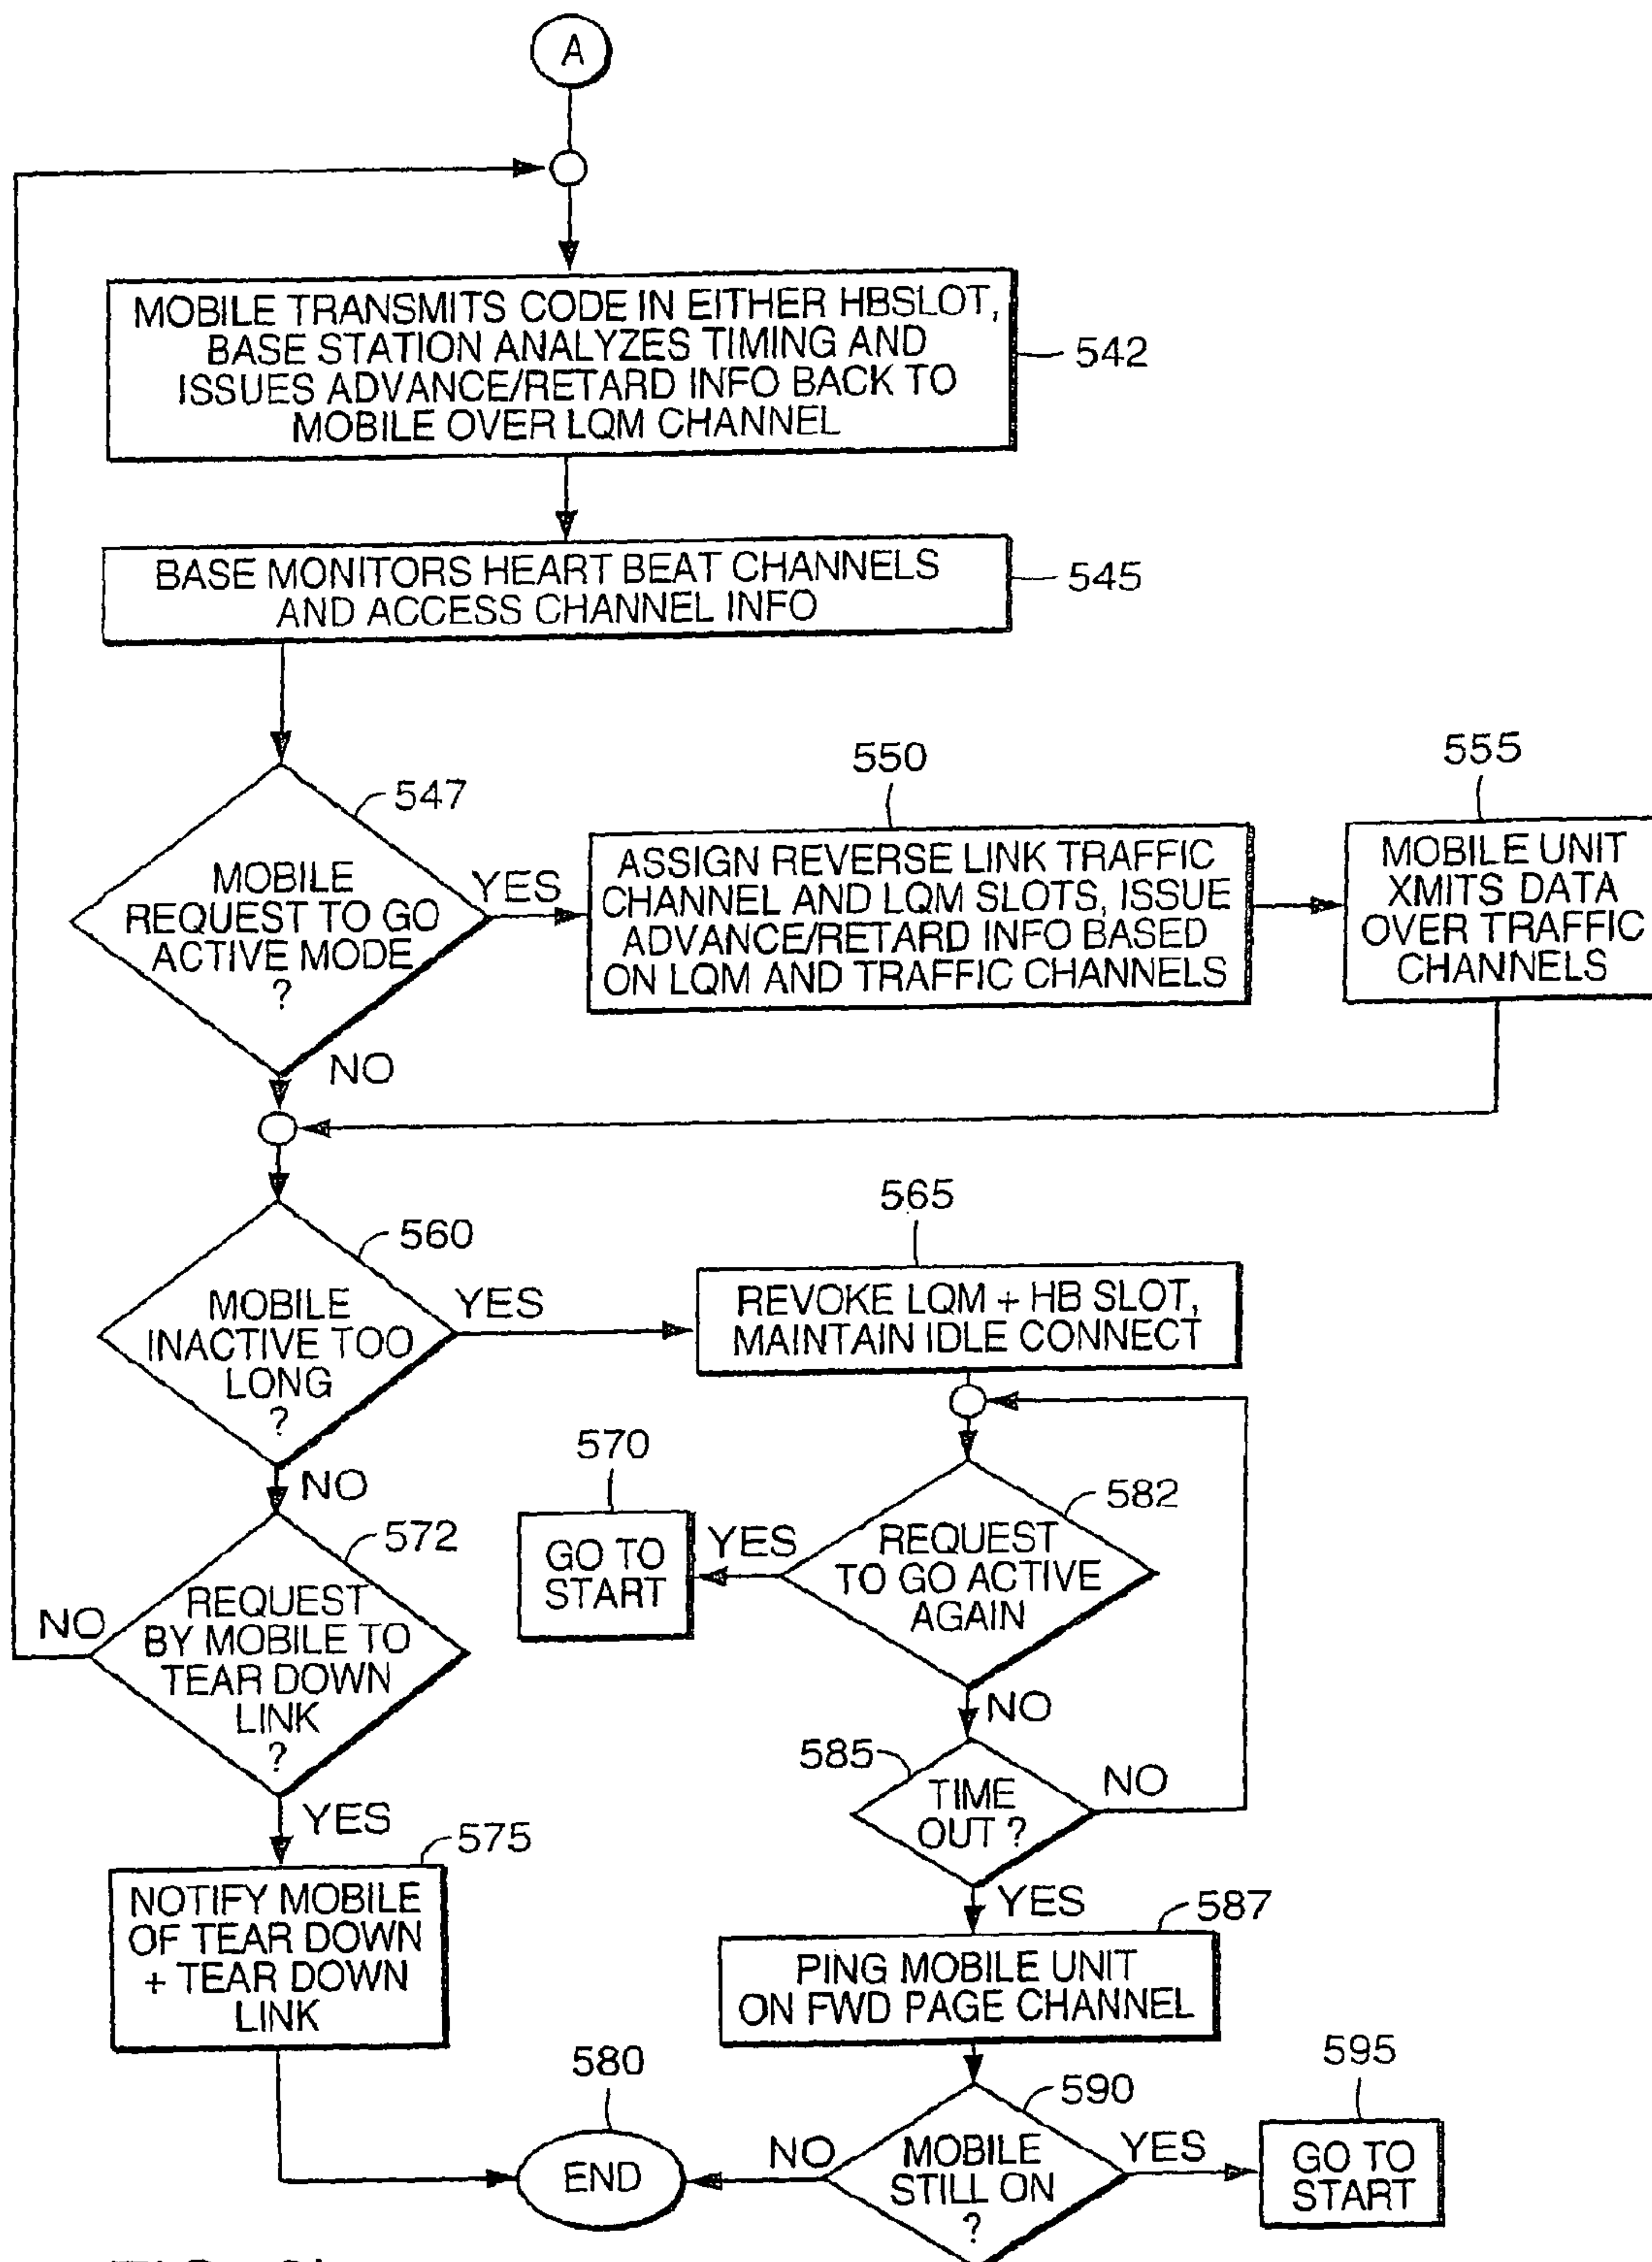 A
MOBILE TRANSMITS CODE IN EITHER HBSLOT,
BASE STATION ANALYZES TIMING AND
ISSUES ADVANCE/RETARD INFO BACK TO
MOBILE OVER LQM CHANNEL
542
BASE MONITORS HEART BEAT CHANNELS
AND ACCESS CHANNEL INFO
545
547
MOBILE
REQUEST TO GO
ACTIVE MODE
?
YES
NO
550
ASSIGN REVERSE LINK TRAFFIC
CHANNEL AND LQM SLOTS, ISSUE
ADVANCE/RETARD INFO BASED
ON LQM AND TRAFFIC CHANNELS
555
MOBILE UNIT
XMITS DATA
OVER TRAFFIC
CHANNELS
560
MOBILE
INACTIVE TOO
LONG
?
YES
NO
565
REVOKE LQM + HB SLOT,
MAINTAIN IDLE CONNECT
570
GO TO
START
YES
582
REQUEST
TO GO ACTIVE
AGAIN
NO
572
REQUEST
BY MOBILE TO
TEAR DOWN
LINK
?
NO
YES
585
TIME
OUT ?
NO
YES
575
NOTIFY MOBILE
OF TEAR DOWN
+ TEAR DOWN
LINK
587
PING MOBILE UNIT
ON FWD PAGE CHANNEL
580
END
NO
590
MOBILE
STILL ON
?
YES
595
GO TO
START